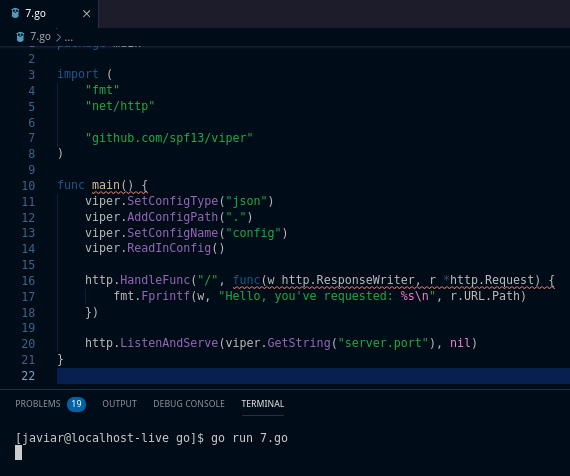 7.go
7.go > ...
2
3 import (
4 "fmt"
5 "net/http"
6
7 "github.com/spf13/viper"
8 )
9
10 func main() {
11 viper.SetConfigType("json")
12 viper.AddConfigPath(".")
13 viper.SetConfigName("config")
14 viper.ReadInConfig()
15
16 http.HandleFunc("/", func(w http.ResponseWriter, r *http.Request) {
17 fmt.Fprintf(w, "Hello, you've requested: %s\n", r.URL.Path)
18 })
19
20 http.ListenAndServe(viper.GetString("server.port"), nil)
21 }
22
PROBLEMS 19 OUTPUT DEBUG CONSOLE TERMINAL
[javiar@localhost-live go]$ go run 7.go